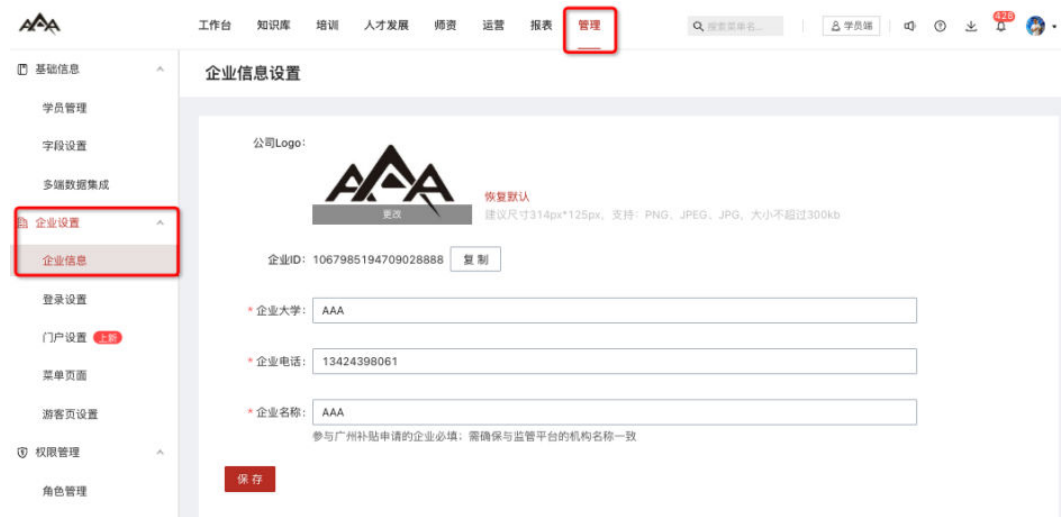 AAA
工作台 知识库 培训 人才发展 师资 运营 报表 管理
搜索菜单名...
学员端
428
基础信息
学员管理
字段设置
多端数据集成
企业设置
企业信息
登录设置
门户设置 上新
菜单页面
游客页设置
权限管理
角色管理
企业信息设置
公司Logo：
AAA
更改
恢复默认
建议尺寸314px*125px，支持：PNG、JPEG、JPG，大小不超过300kb
企业ID： 1067985194709028888 复制
* 企业大学： AAA
* 企业电话： 13424398061
* 企业名称： AAA
参与广州补贴申请的企业必填；需确保与监管平台的机构名称一致
保存